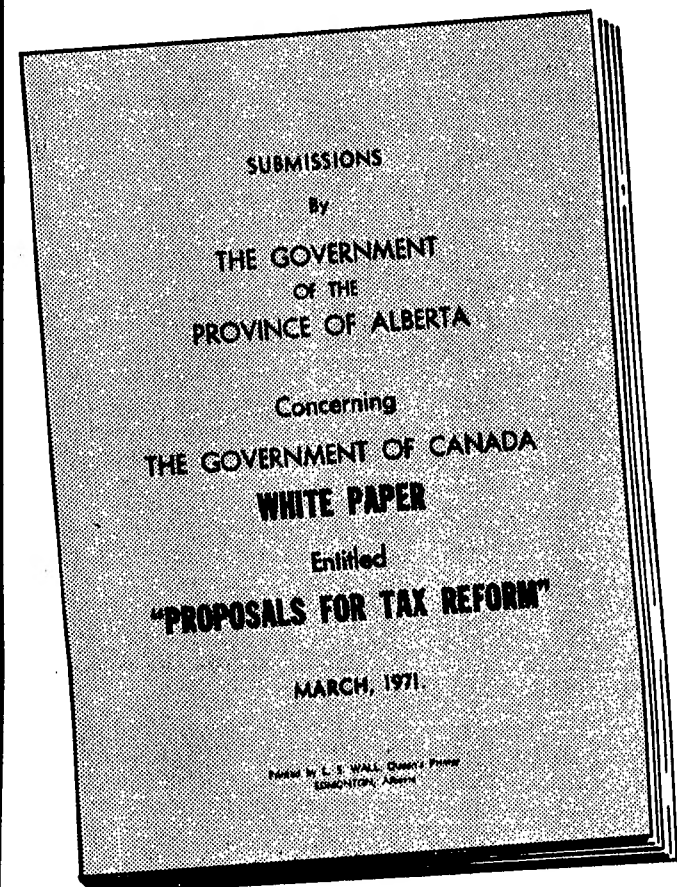 SUBMISSIONS
By
THE GOVERNMENT
OF THE
PROVINCE OF ALBERTA
Concerning
THE GOVERNMENT OF CANADA
WHITE PAPER
Entitled
"PROPOSALS FOR TAX REFORM"
MARCH, 1971.
Printed by L. S. WALL, Queen's Printer
EDMONTON, Alberta